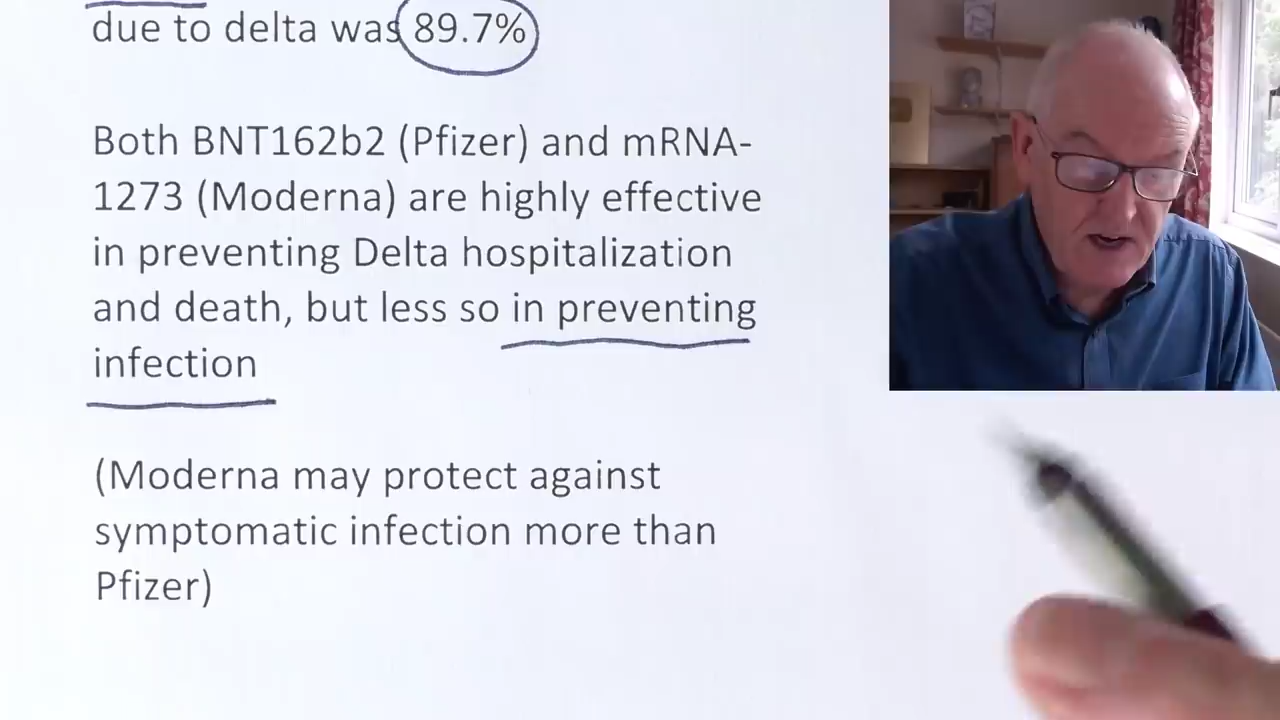 due to delta was 89.7%
Both BNT162b2 (Pfizer) and mRNA-
1273 (Moderna) are highly effective
in preventing Delta hospitalization
and death, but less so in preventing
infection
(Moderna may protect against
symptomatic infection more than
Pfizer)